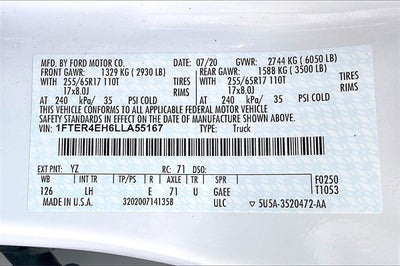 MFD. BY FORD MOTOR CO. 07/20 GVWR: 2744 KG ( 6050 LB)
FRONT GAWR: 1329 KG ( 2930 LB) REAR GAWR: 1588 KG ( 3500 LB)
255/65R17 110T TIRES 255/65R17 110T TIRES
17x8.0J RIMS 17x8.0J RIMS
AT 240 kPa/ 35 PSI COLD AT 240 kPa/ 35 PSI COLD
THIS VEHICLE CONFORMS TO ALL APPLICABLE FEDERAL MOTOR VEHICLE
SAFETY STANDARDS IN EFFECT ON THE DATE OF MANUFACTURE SHOWN ABOVE.
VIN: 1FTER4EH6LLA55167 TYPE: Truck
EXT PNT: YZ RC: 71 DSO:
WB INT TR TP/PS R AXLE TR SPR F0250
126 LH E 71 U GAEE T1053
MADE IN U.S.A. 3202007141358 ULC 5U5A-3520472-AA